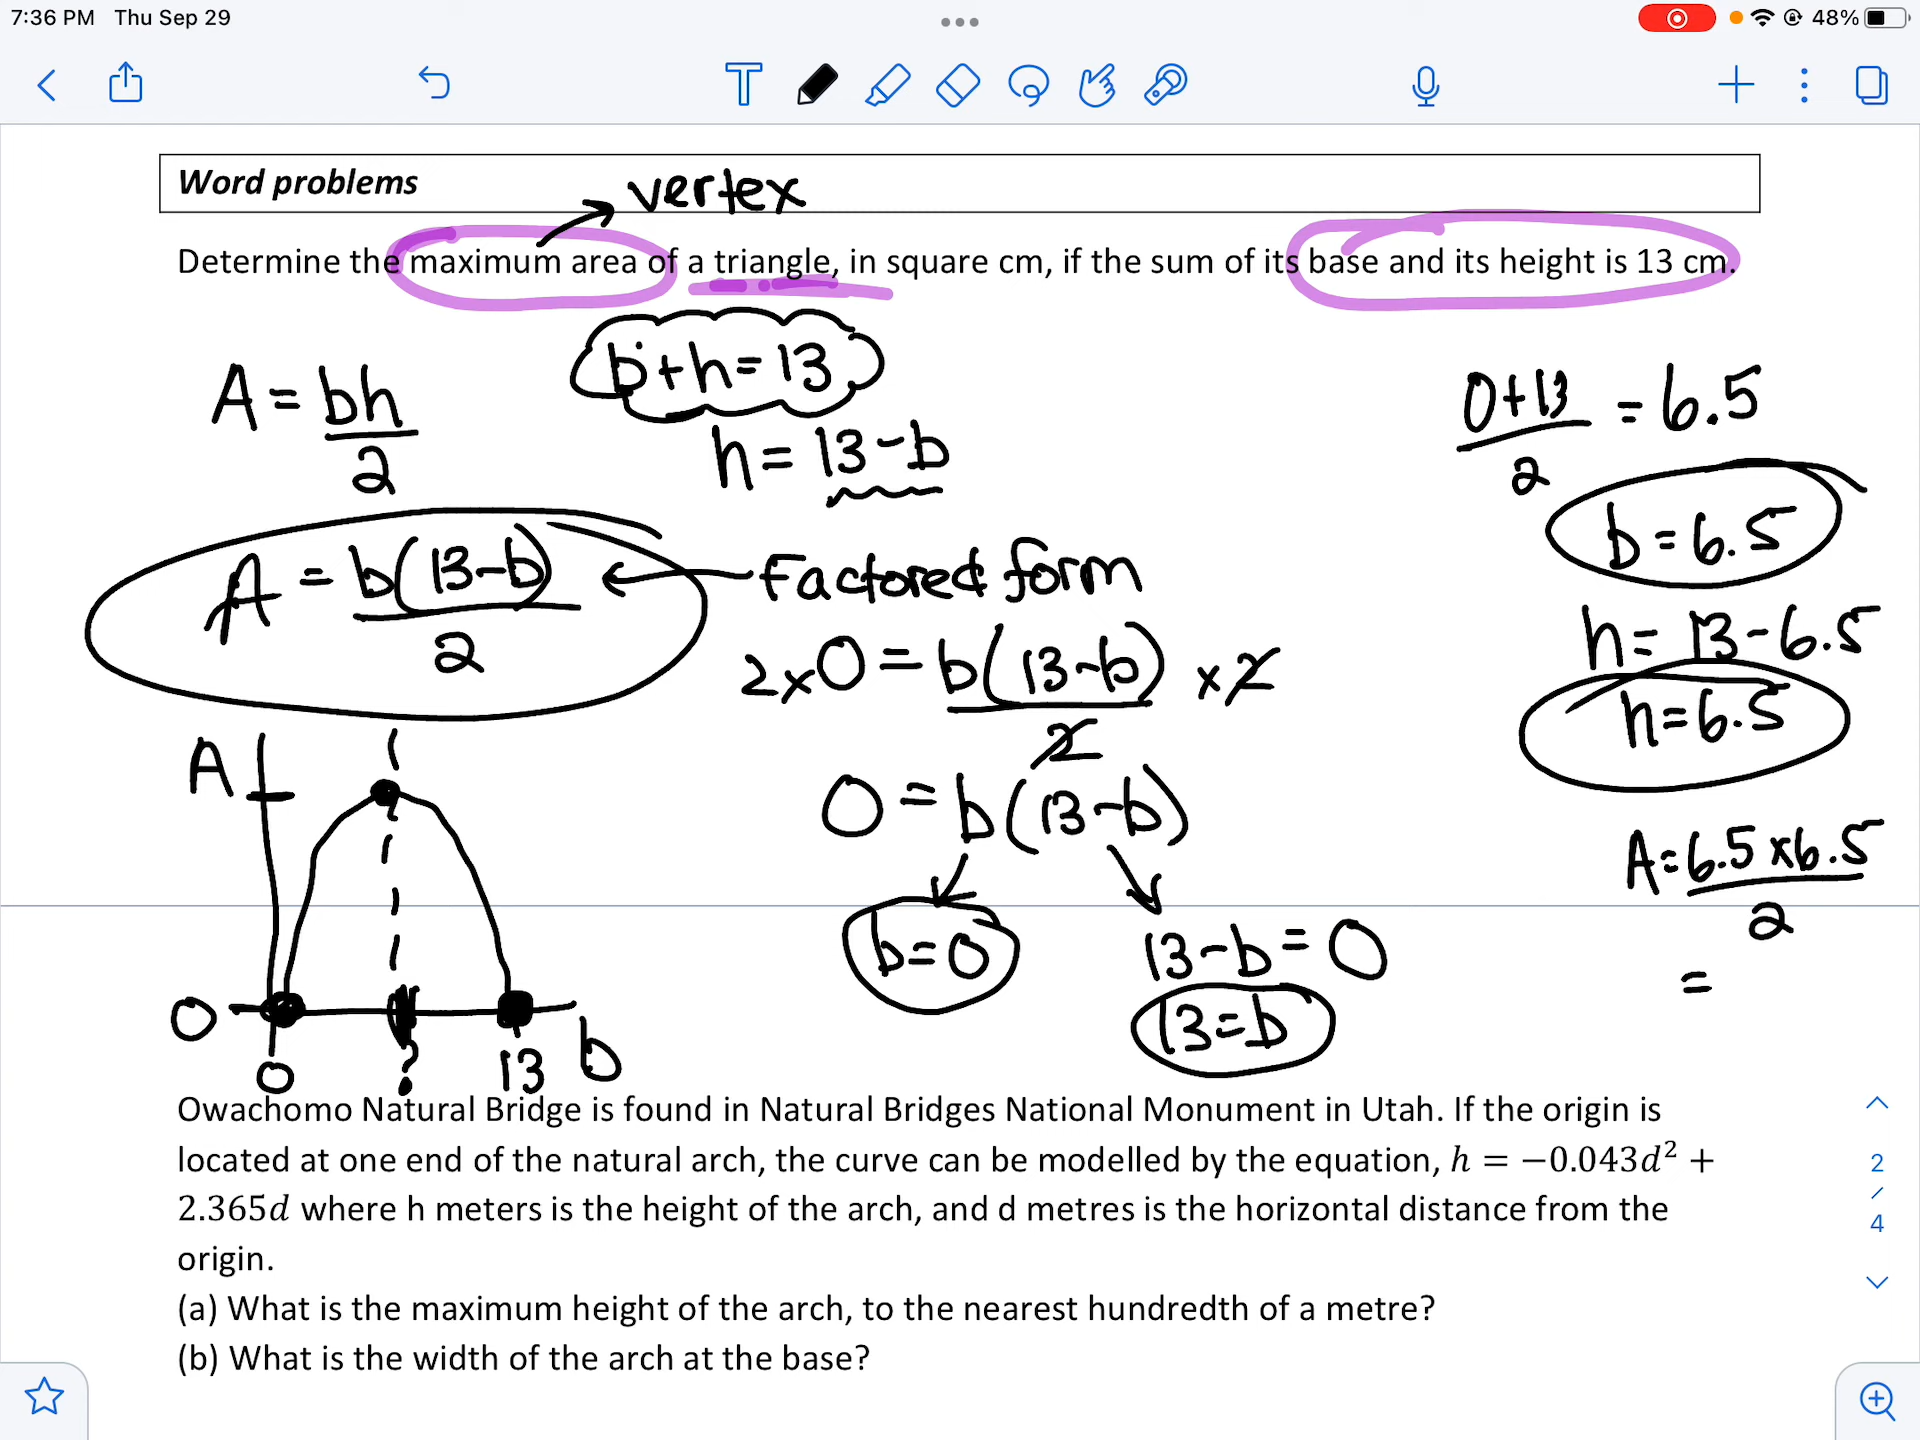 7:36 PM Thu Sep 29
48%
Word problems
vertex
Determine the maximum area of a triangle, in square cm, if the sum of its base and its height is 13 cm.
b+h=13
A = bh/2
h = 13-b
A = b(13-b)/2
Factored form
2x0 = b(13-b)/2 x2
0 = b(13-b)
b=0
13-b=0
13=b
A
0
0
?
13
b
0+13/2 = 6.5
b=6.5
h= 13-6.5
h=6.5
A=6.5x6.5/2
=
Owachomo Natural Bridge is found in Natural Bridges National Monument in Utah. If the origin is
located at one end of the natural arch, the curve can be modelled by the equation, h = −0.043d² +
2.365d where h meters is the height of the arch, and d metres is the horizontal distance from the
origin.
(a) What is the maximum height of the arch, to the nearest hundredth of a metre?
(b) What is the width of the arch at the base?
2
/
4